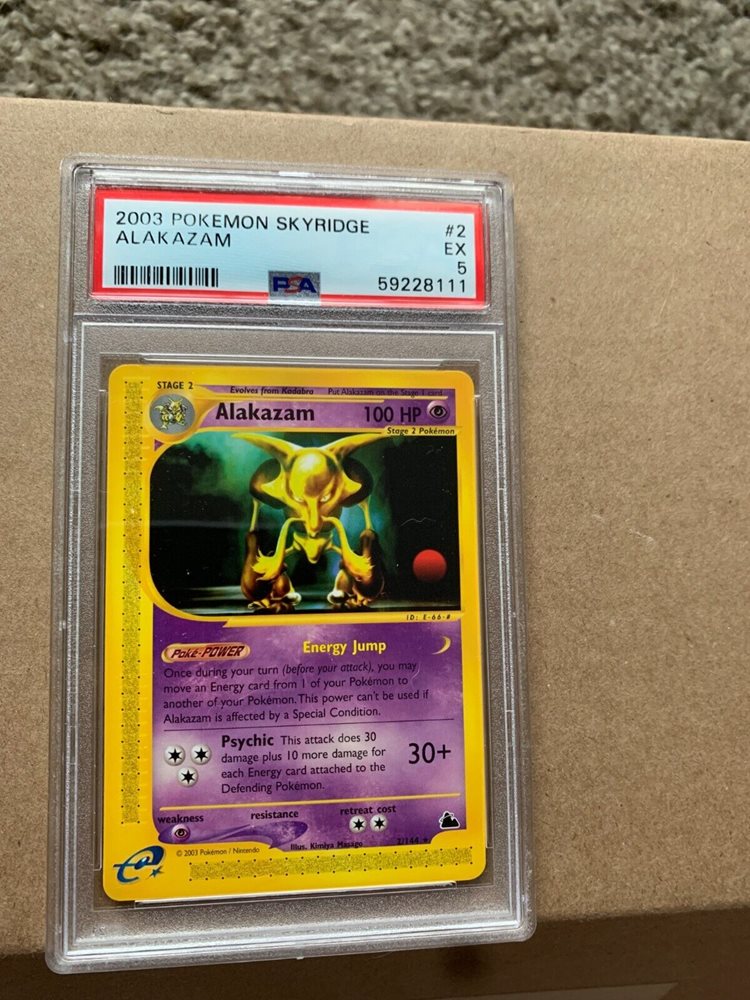 2003 POKEMON SKYRIDGE #2
ALAKAZAM EX
5
PSA 59228111
STAGE 2 Evolves from Kadabra Put Alakazam on the Stage 1 card
Alakazam 100 HP
Stage 2 Pokémon
ID: E-66-#
Poké-POWER Energy Jump
Once during your turn (before your attack), you may
move an Energy card from 1 of your Pokémon to
another of your Pokémon. This power can't be used if
Alakazam is affected by a Special Condition.
Psychic This attack does 30
damage plus 10 more damage for
each Energy card attached to the
Defending Pokémon.
30+
weakness resistance retreat cost
© 2003 Pokémon / Nintendo Illus. Kimiya Masago 2/144 ★
e